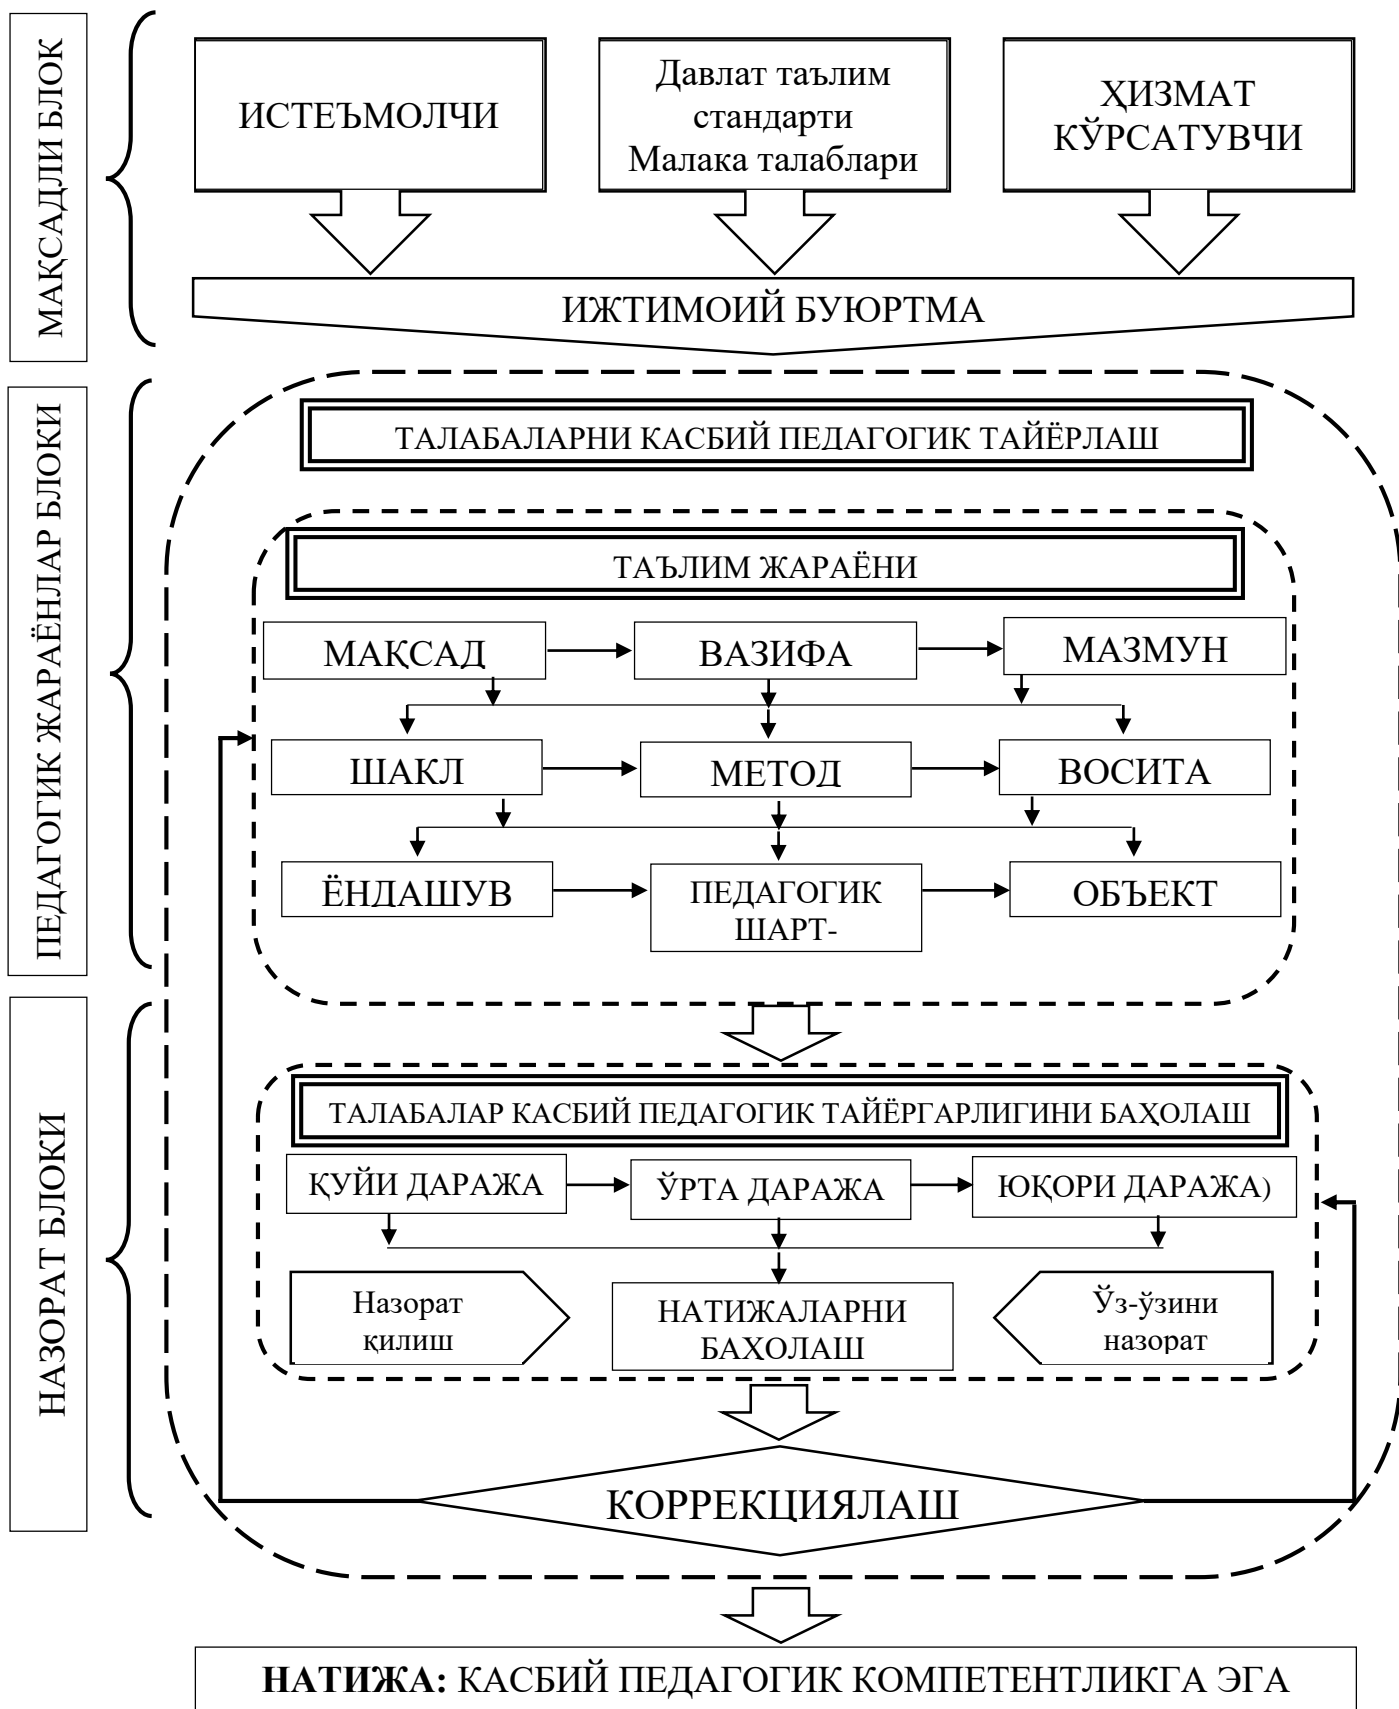 МАҚСАДЛИ БЛОК
ИСТЕЪМОЛЧИ
Давлат таълим
стандарти
Малака талаблари
ҲИЗМАТ
КЎРСАТУВЧИ
ИЖТИМОИЙ БУЮРТМА
ПЕДАГОГИК ЖАРАЁНЛАР БЛОКИ
ТАЛАБАЛАРНИ КАСБИЙ ПЕДАГОГИК ТАЙЁРЛАШ
ТАЪЛИМ ЖАРАЁНИ
МАҚСАД
ВАЗИФА
МАЗМУН
ШАКЛ
МЕТОД
ВОСИТА
ЁНДАШУВ
ПЕДАГОГИК
ШАРТ-
ОБЪЕКТ
НАЗОРАТ БЛОКИ
ТАЛАБАЛАР КАСБИЙ ПЕДАГОГИК ТАЙЁРГАРЛИГИНИ БАҲОЛАШ
ҚУЙИ ДАРАЖА
ЎРТА ДАРАЖА
ЮҚОРИ ДАРАЖА)
Назорат
қилиш
НАТИЖАЛАРНИ
БАҲОЛАШ
Ўз-ўзини
назорат
КОРРЕКЦИЯЛАШ
НАТИЖА: КАСБИЙ ПЕДАГОГИК КОМПЕТЕНТЛИКГА ЭГА